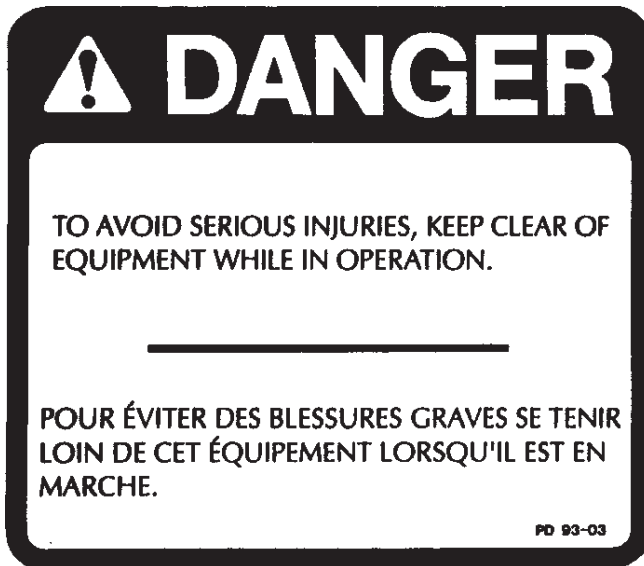 DANGER
TO AVOID SERIOUS INJURIES, KEEP CLEAR OF
EQUIPMENT WHILE IN OPERATION.
POUR ÉVITER DES BLESSURES GRAVES SE TENIR
LOIN DE CET ÉQUIPEMENT LORSQU'IL EST EN
MARCHE.
PD 93-03